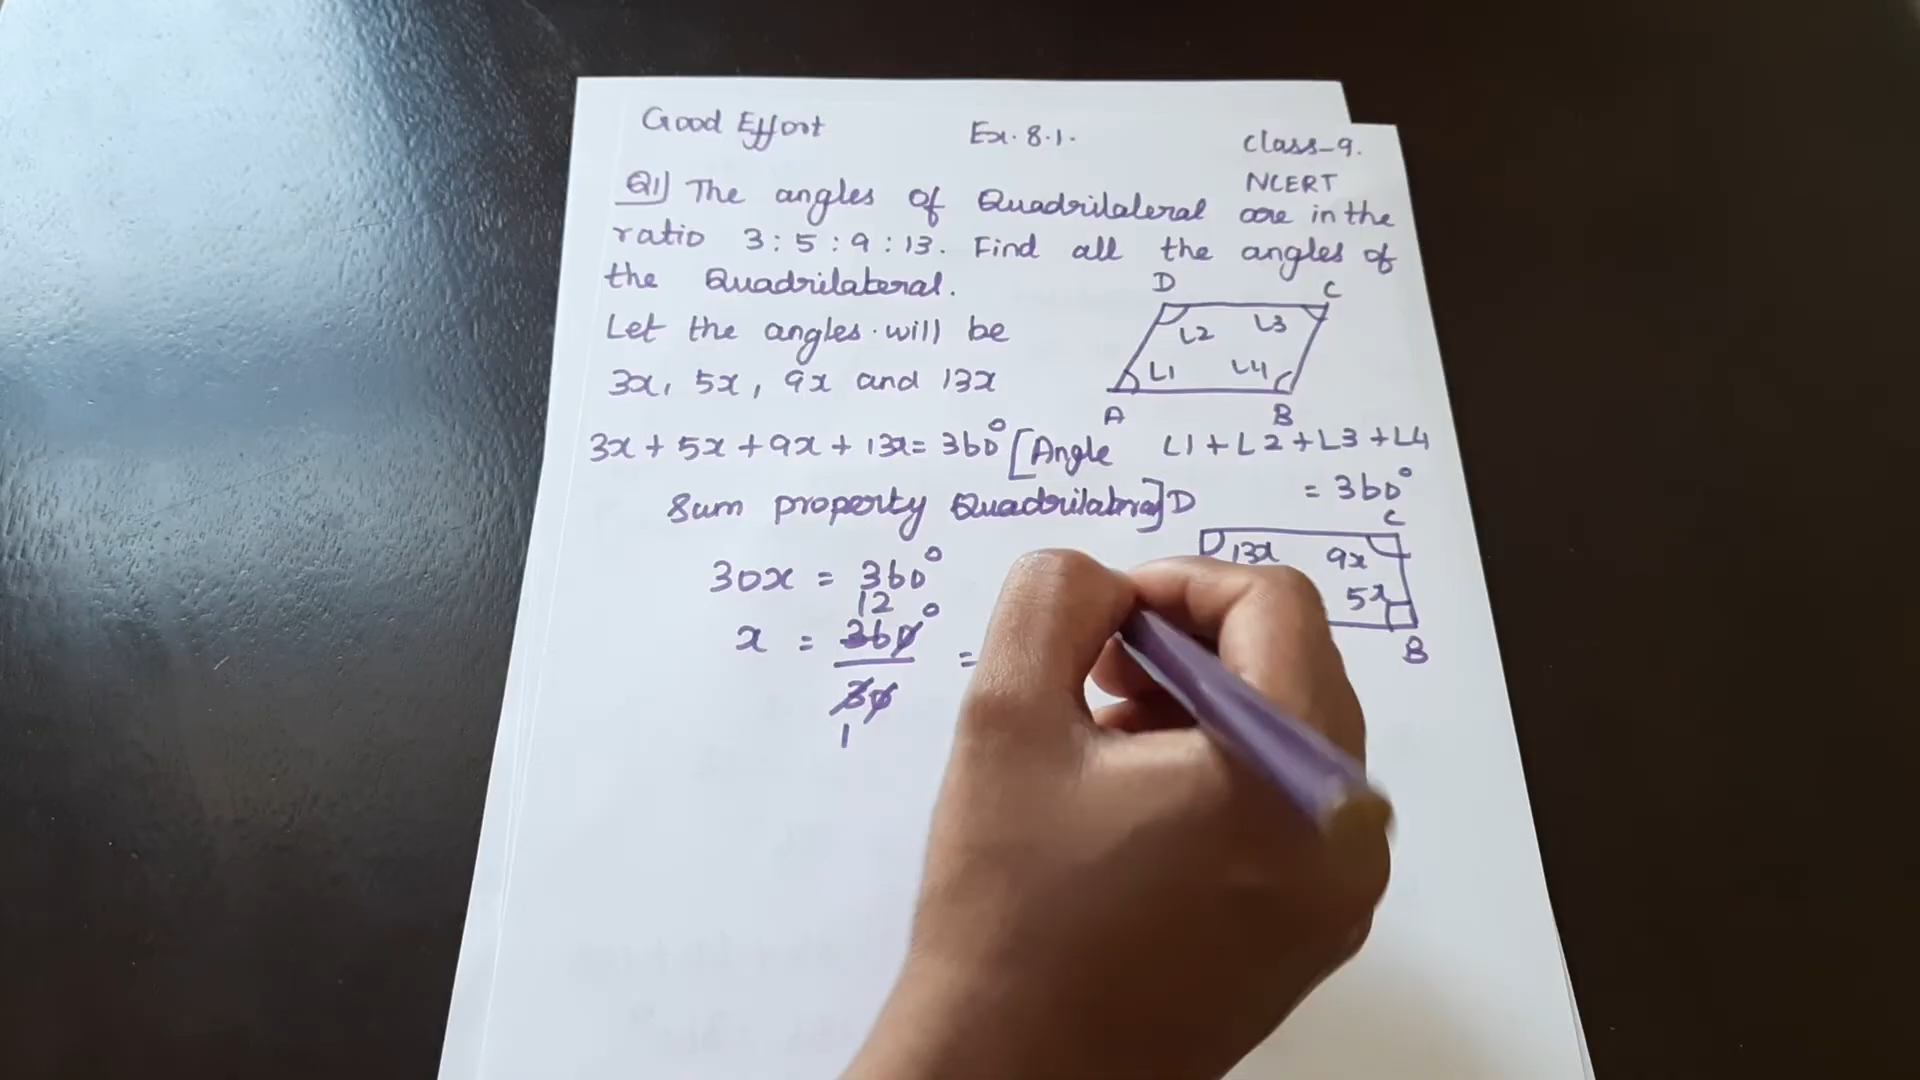 Good Effort Ex. 8.1. Class-9.
NCERT
Q1) The angles of Quadrilateral are in the
ratio 3 : 5 : 9 : 13. Find all the angles of
the Quadrilateral.
D C
Let the angles will be
∠2 ∠3
3x, 5x, 9x and 13x
∠1 ∠4
A B
3x + 5x + 9x + 13x = 360° [Angle
∠1 + ∠2 + ∠3 + ∠4
= 360°
Sum property Quadrilateral]
D C
13x 9x
30x = 360°
5x
12
x = 360° =
30
1
B